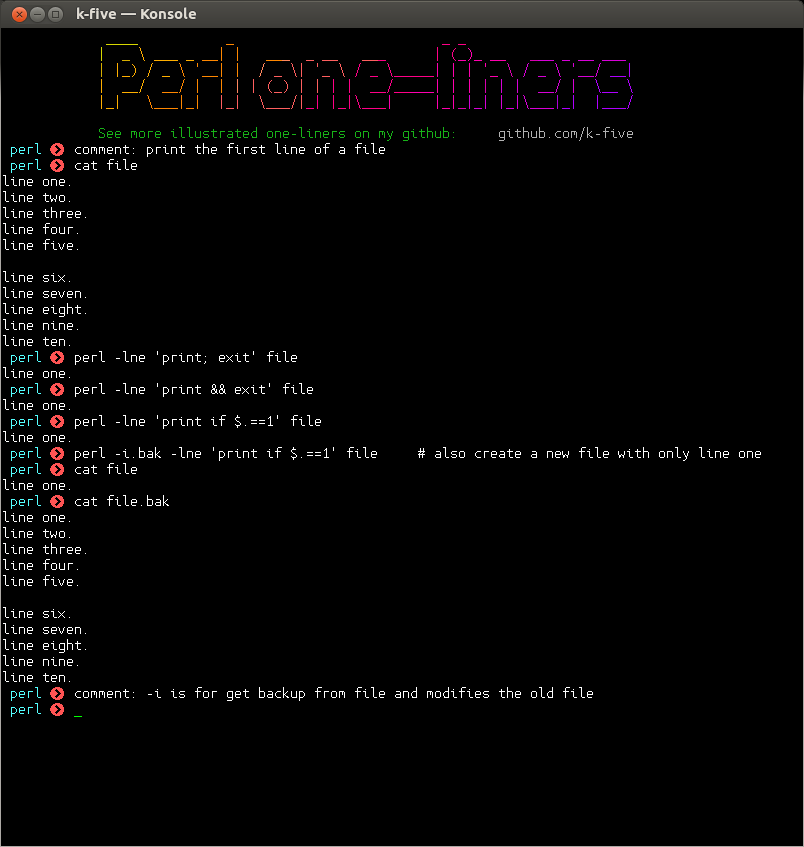 k-five — Konsole
Perl one-liners
See more illustrated one-liners on my github: github.com/k-five
perl comment: print the first line of a file
perl cat file
line one.
line two.
line three.
line four.
line five.

line six.
line seven.
line eight.
line nine.
line ten.
perl perl -lne 'print; exit' file
line one.
perl perl -lne 'print && exit' file
line one.
perl perl -lne 'print if $.==1' file
line one.
perl perl -i.bak -lne 'print if $.==1' file # also create a new file with only line one
perl cat file
line one.
perl cat file.bak
line one.
line two.
line three.
line four.
line five.

line six.
line seven.
line eight.
line nine.
line ten.
perl comment: -i is for get backup from file and modifies the old file
perl _